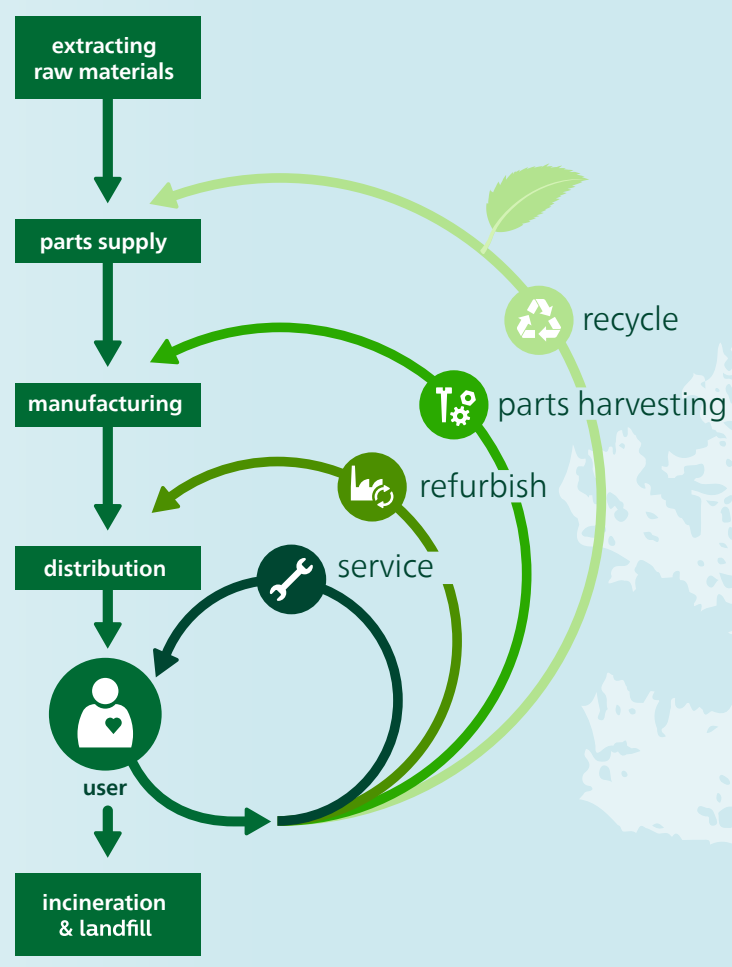 extracting
raw materials
parts supply
recycle
manufacturing
parts harvesting
refurbish
distribution
service
user
incineration
& landfill